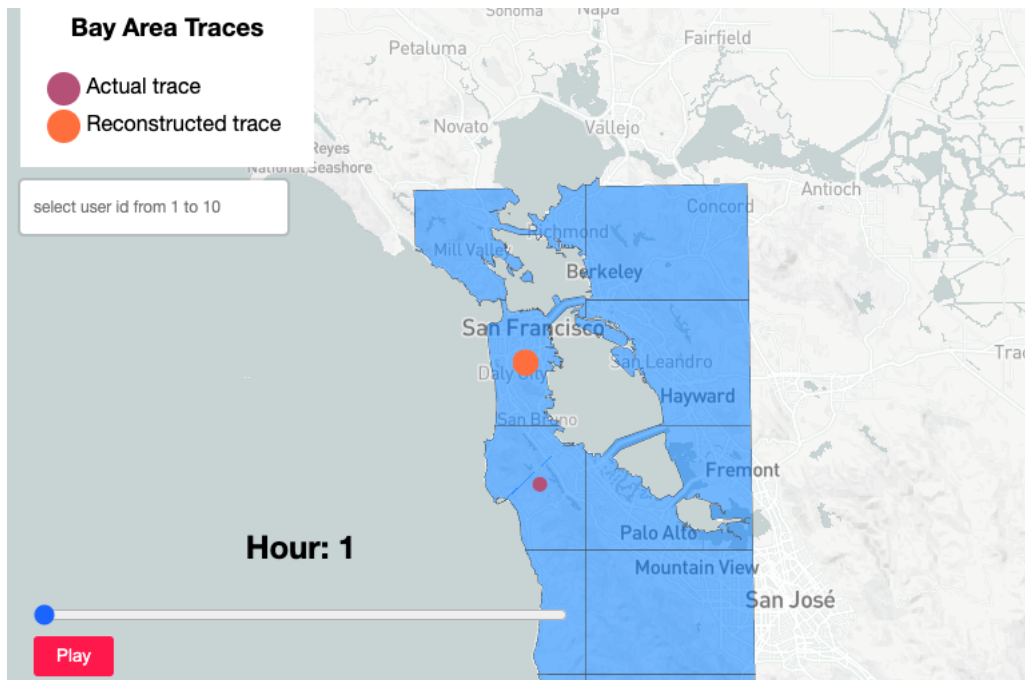 Bay Area Traces
Actual trace
Reconstructed trace
select user id from 1 to 10
Hour: 1
Play
Sonoma
Napa
Petaluma
Fairfield
Novato
Vallejo
Reyes
National Seashore
Antioch
Concord
Richmond
Mill Valley
Berkeley
San Francisco
San Leandro
Daly City
Hayward
San Bruno
Fremont
Palo Alto
Mountain View
San José